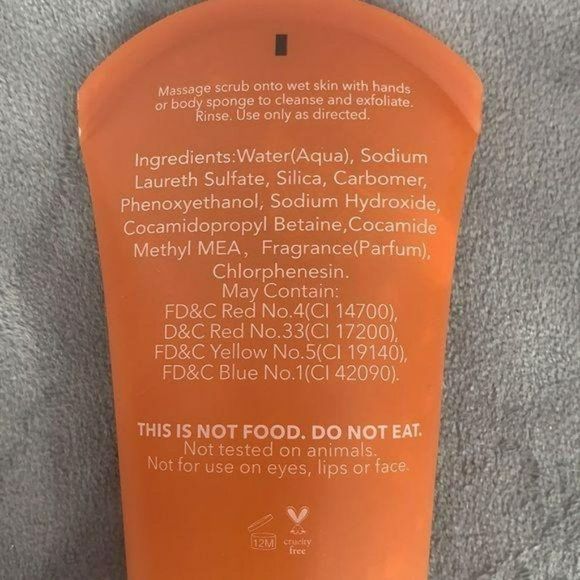 Massage scrub onto wet skin with hands
or body sponge to cleanse and exfoliate.
Rinse. Use only as directed.
Ingredients:Water(Aqua), Sodium
Laureth Sulfate, Silica, Carbomer,
Phenoxyethanol, Sodium Hydroxide,
Cocamidopropyl Betaine,Cocamide
Methyl MEA, Fragrance(Parfum),
Chlorphenesin.
May Contain:
FD&C Red No.4(CI 14700),
D&C Red No.33(CI 17200),
FD&C Yellow No.5(CI 19140),
FD&C Blue No.1(CI 42090).
THIS IS NOT FOOD. DO NOT EAT.
Not tested on animals.
Not for use on eyes, lips or face.
12M
cruelty
free